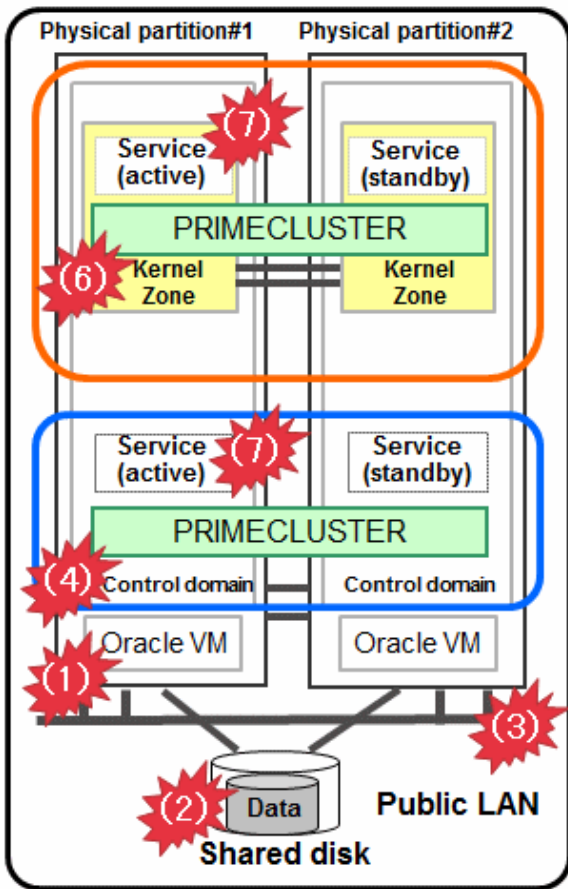 Physical partition#1 Physical partition#2
(7)
Service
(active)
Service
(standby)
PRIMECLUSTER
(6)
Kernel
Zone
Kernel
Zone
Service
(active)
(7)
Service
(standby)
PRIMECLUSTER
(4)
Control domain
Control domain
Oracle VM
Oracle VM
(1)
(3)
(2)
Data
Public LAN
Shared disk